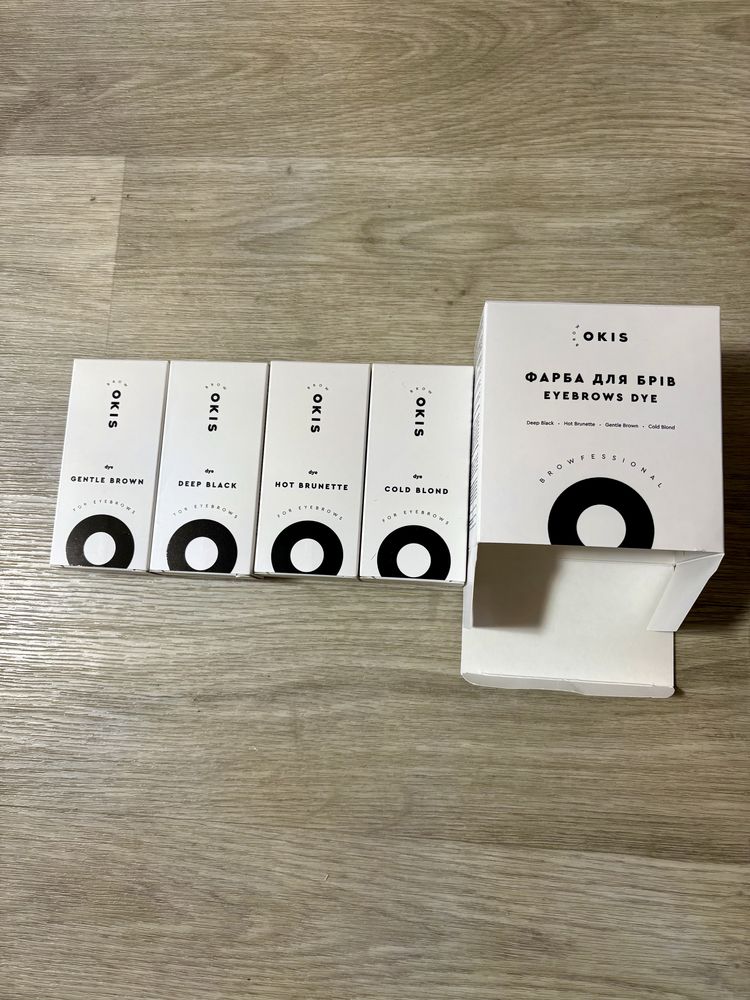 BROW
OKIS
dye
GENTLE BROWN
FOR EYEBROWS
BROW
OKIS
dye
DEEP BLACK
FOR EYEBROWS
BROW
OKIS
dye
HOT BRUNETTE
FOR EYEBROWS
BROW
OKIS
dye
COLD BLOND
FOR EYEBROWS
BROW
OKIS
ФАРБА ДЛЯ БРІВ
EYEBROWS DYE
Deep Black • Hot Brunette • Gentle Brown • Cold Blond
BROWFESSIONAL